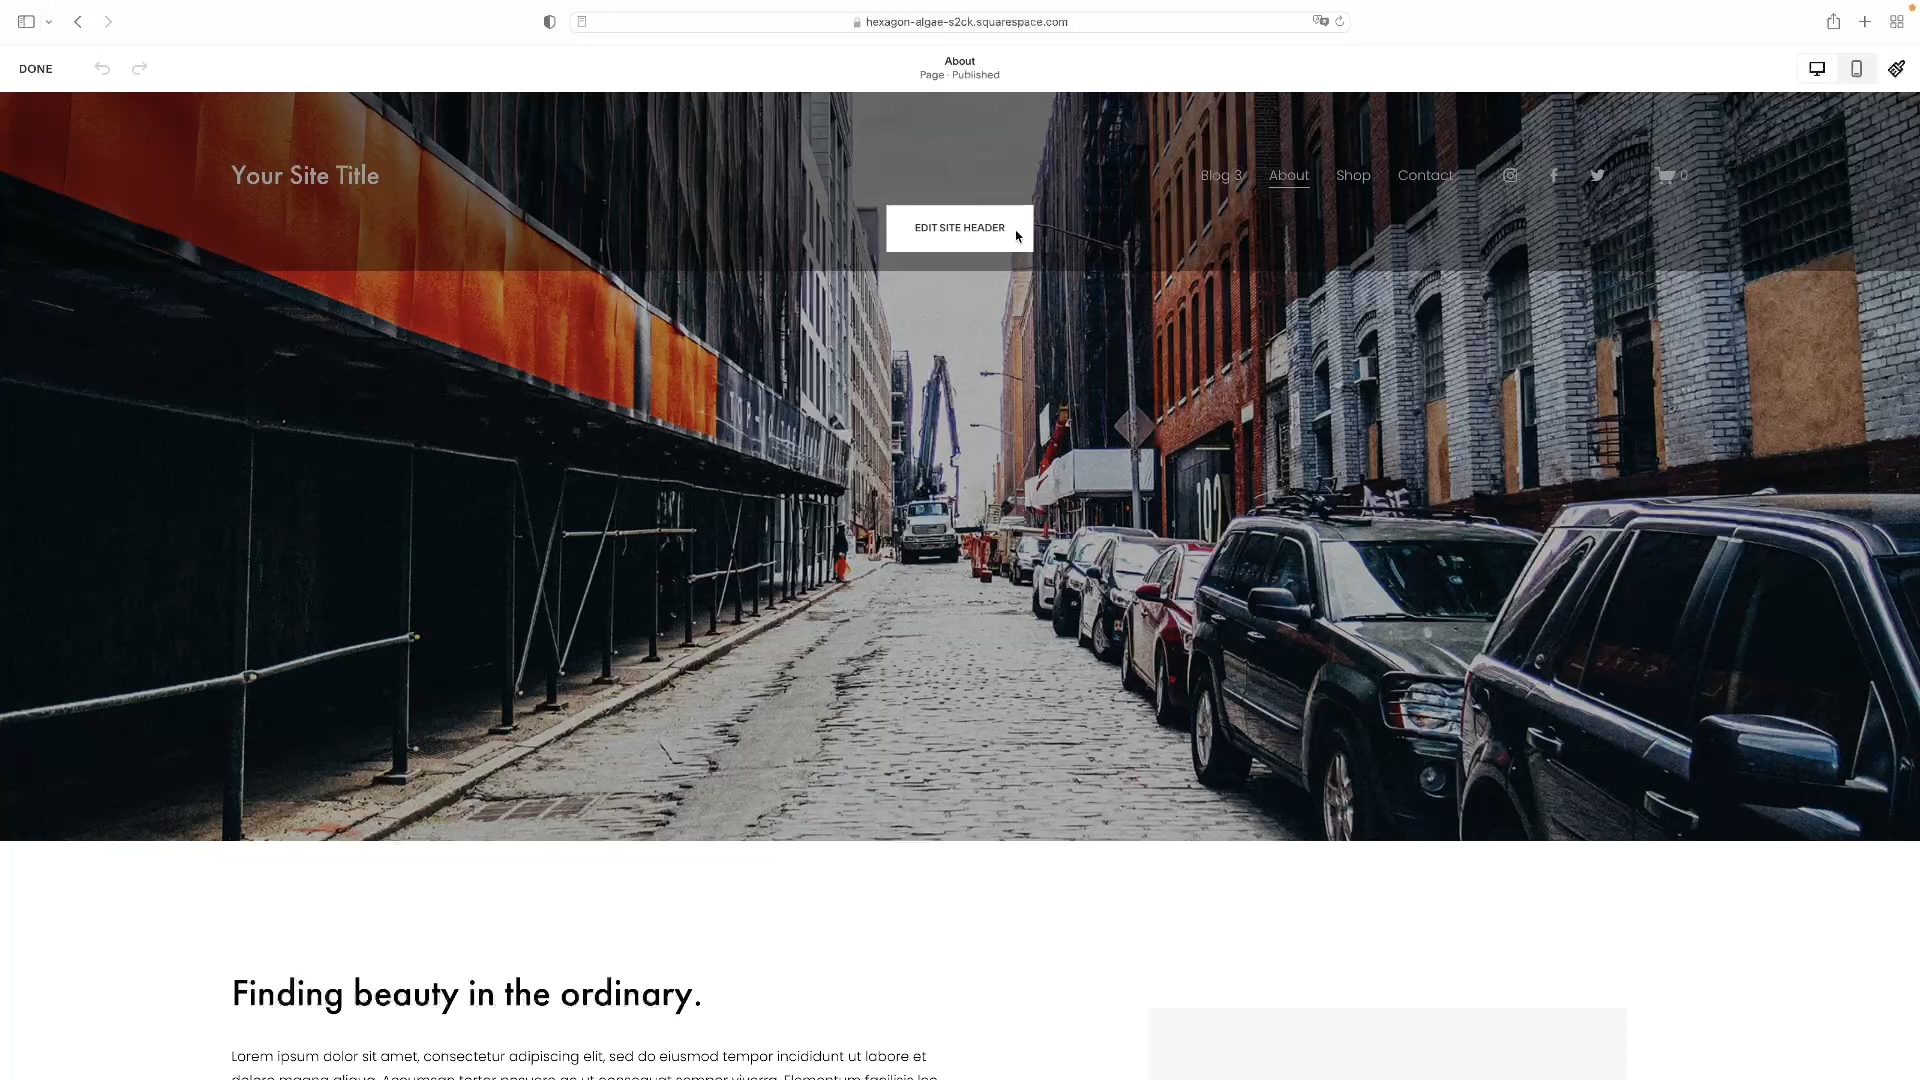 hexagon-algae-s2ck.squarespace.com
DONE
About
Page · Published
Your Site Title
Blog 3 About Shop Contact 0
EDIT SITE HEADER
Finding beauty in the ordinary.
Lorem ipsum dolor sit amet, consectetur adipiscing elit, sed do eiusmod tempor incididunt ut labore et